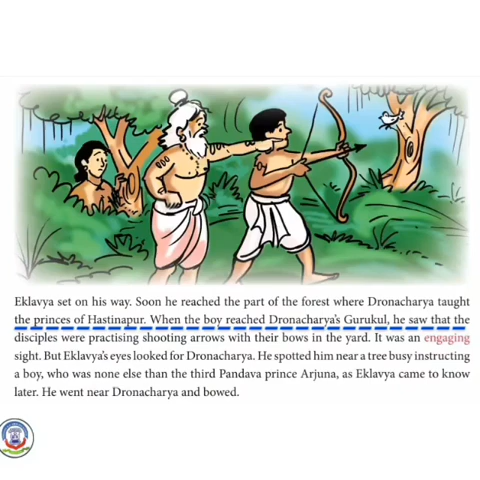 Eklavya set on his way. Soon he reached the part of the forest where Dronacharya taught
the princes of Hastinapur. When the boy reached Dronacharya's Gurukul, he saw that the
disciples were practising shooting arrows with their bows in the yard. It was an engaging
sight. But Eklavya's eyes looked for Dronacharya. He spotted him near a tree busy instructing
a boy, who was none else than the third Pandava prince Arjuna, as Eklavya came to know
later. He went near Dronacharya and bowed.